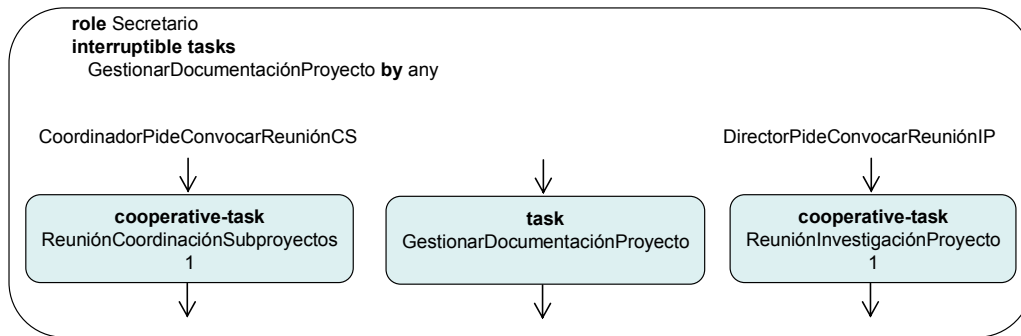 role Secretario
interruptible tasks
GestionarDocumentaciónProyecto by any
CoordinadorPideConvocarReuniónCS
DirectorPideConvocarReuniónIP
cooperative-task
ReuniónCoordinaciónSubproyectos
1
task
GestionarDocumentaciónProyecto
cooperative-task
ReuniónInvestigaciónProyecto
1